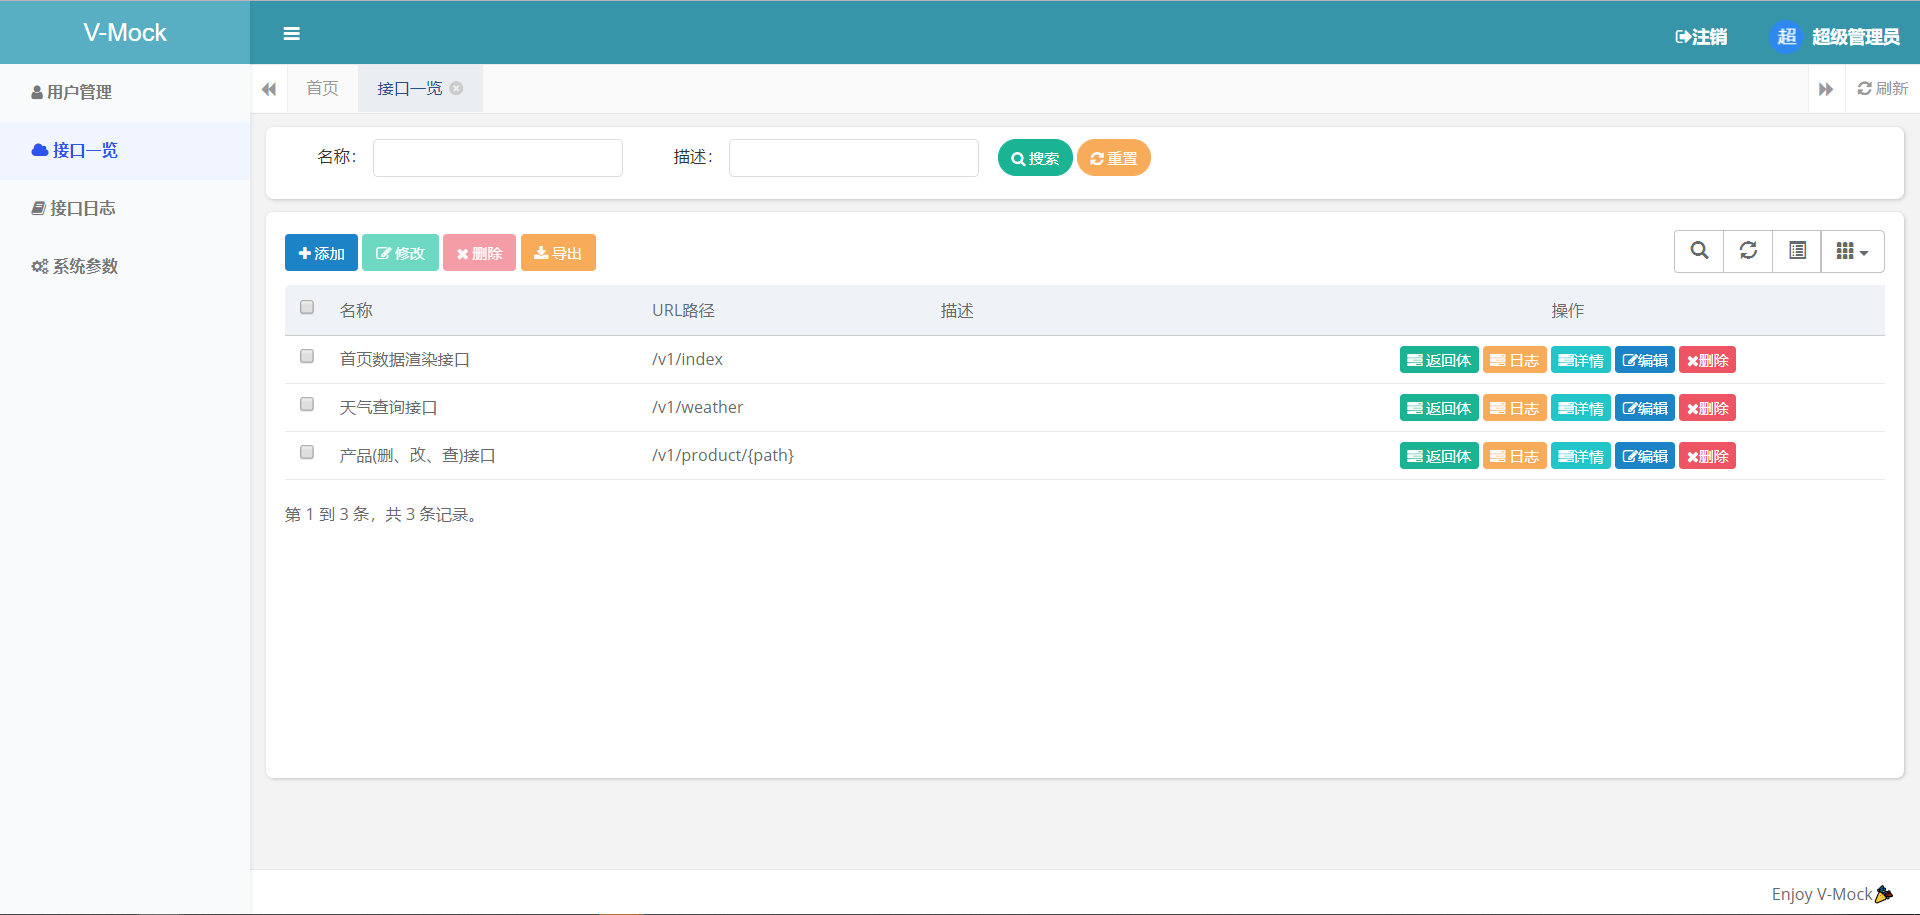 V-Mock
注销 超 超级管理员
用户管理
接口一览
接口日志
系统参数
首页 接口一览 刷新
名称： 描述： 搜索 重置
添加 修改 删除 导出
名称 URL路径 描述 操作
首页数据渲染接口 /v1/index 返回体 日志 详情 编辑 删除
天气查询接口 /v1/weather 返回体 日志 详情 编辑 删除
产品(删、改、查)接口 /v1/product/{path} 返回体 日志 详情 编辑 删除
第 1 到 3 条，共 3 条记录。
Enjoy V-Mock